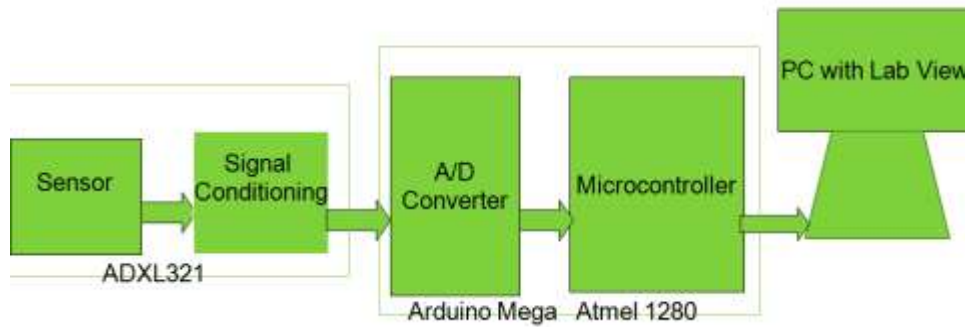 Sensor
Signal
Conditioning
ADXL321
A/D
Converter
Microcontroller
Arduino Mega Atmel 1280
PC with Lab View